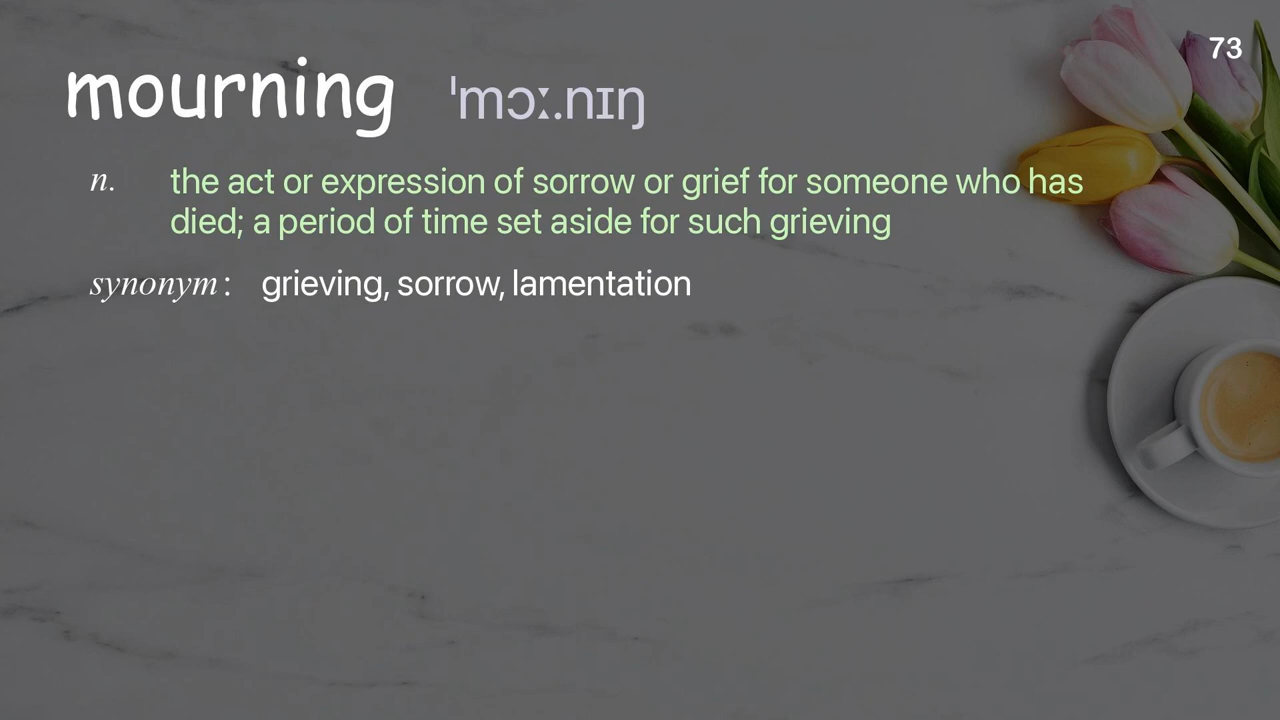 73
mourning ˈmɔː.nɪŋ
n. the act or expression of sorrow or grief for someone who has
died; a period of time set aside for such grieving
synonym: grieving, sorrow, lamentation